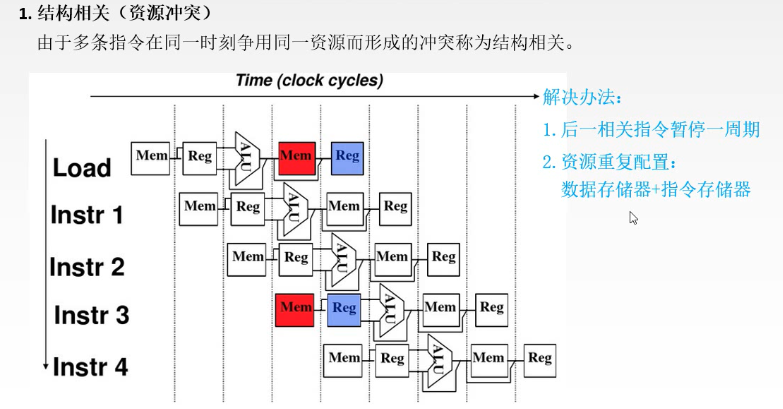 1. 结构相关（资源冲突）
由于多条指令在同一时刻争用同一资源而形成的冲突称为结构相关。
Time (clock cycles)
解决办法：
1. 后一相关指令暂停一周期
2. 资源重复配置：
数据存储器+指令存储器
Load Mem Reg ALU Mem Reg
Instr 1 Mem Reg ALU Mem Reg
Instr 2 Mem Reg ALU Mem Reg
Instr 3 Mem Reg ALU Mem Reg
Instr 4 Mem Reg ALU Mem Reg